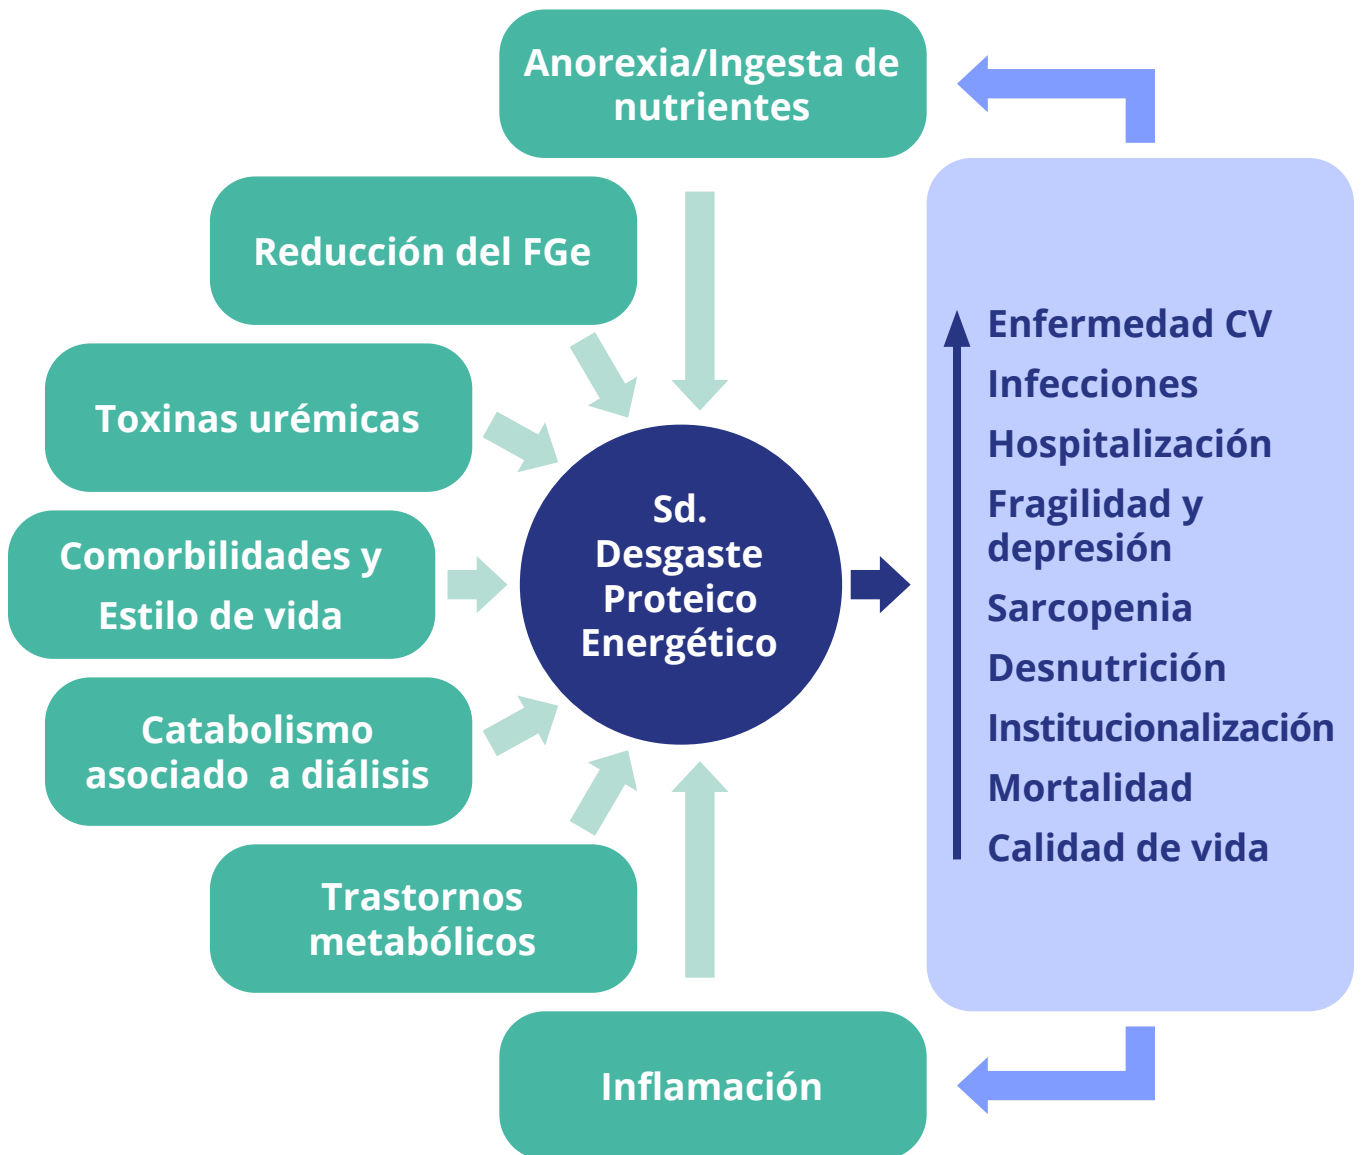 Anorexia/Ingesta de
nutrientes
Reducción del FGe
Toxinas urémicas
Comorbilidades y
Estilo de vida
Catabolismo
asociado  a diálisis
Trastornos
metabólicos
Inflamación
Sd.
Desgaste
Proteico
Energético
Enfermedad CV
Infecciones
Hospitalización
Fragilidad y
depresión
Sarcopenia
Desnutrición
Institucionalización
Mortalidad
Calidad de vida